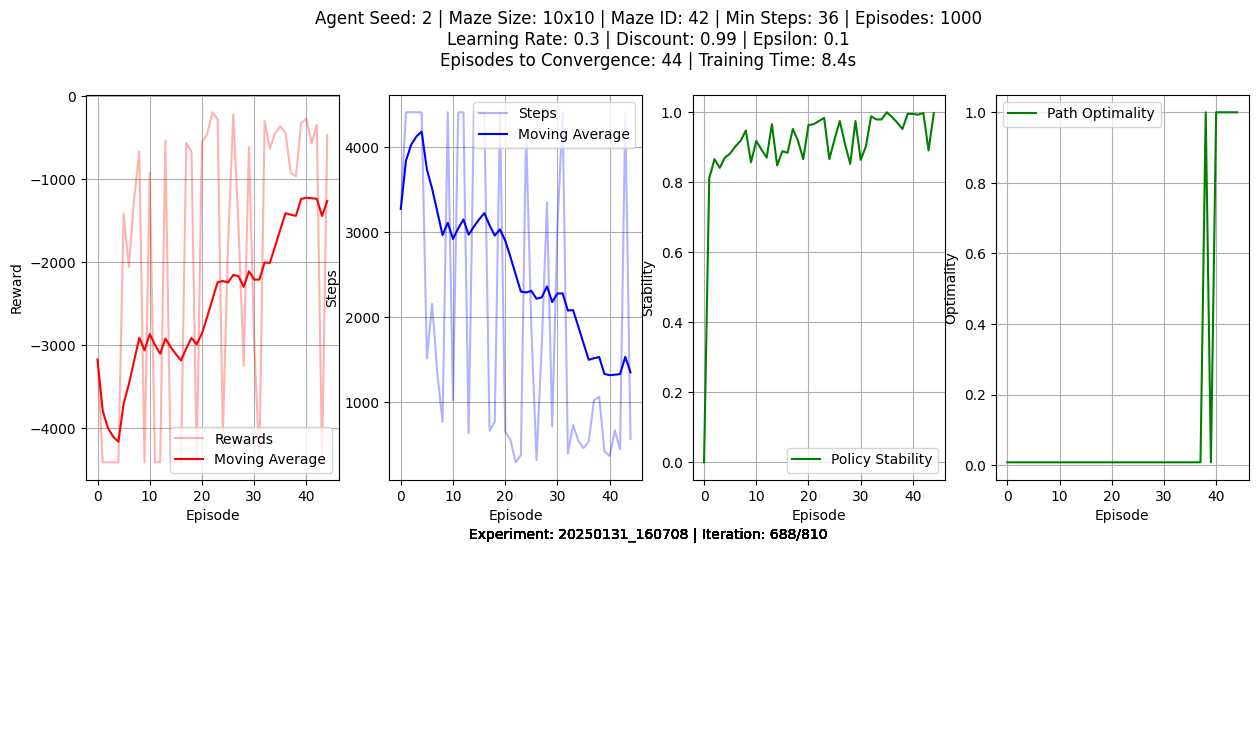 Agent Seed: 2 | Maze Size: 10x10 | Maze ID: 42 | Min Steps: 36 | Episodes: 1000
Learning Rate: 0.3 | Discount: 0.99 | Epsilon: 0.1
Episodes to Convergence: 44 | Training Time: 8.4s
0
−1000
−2000
−3000
−4000
Reward
Rewards
Moving Average
0 10 20 30 40
Episode
4000
3000
2000
1000
Steps
Steps
Moving Average
0 10 20 30 40
Episode
1.0
0.8
0.6
0.4
0.2
0.0
Stability
Policy Stability
0 10 20 30 40
Episode
1.0
0.8
0.6
0.4
0.2
0.0
Optimality
Path Optimality
0 10 20 30 40
Episode
Experiment: 20250131_160708 | Iteration: 688/810